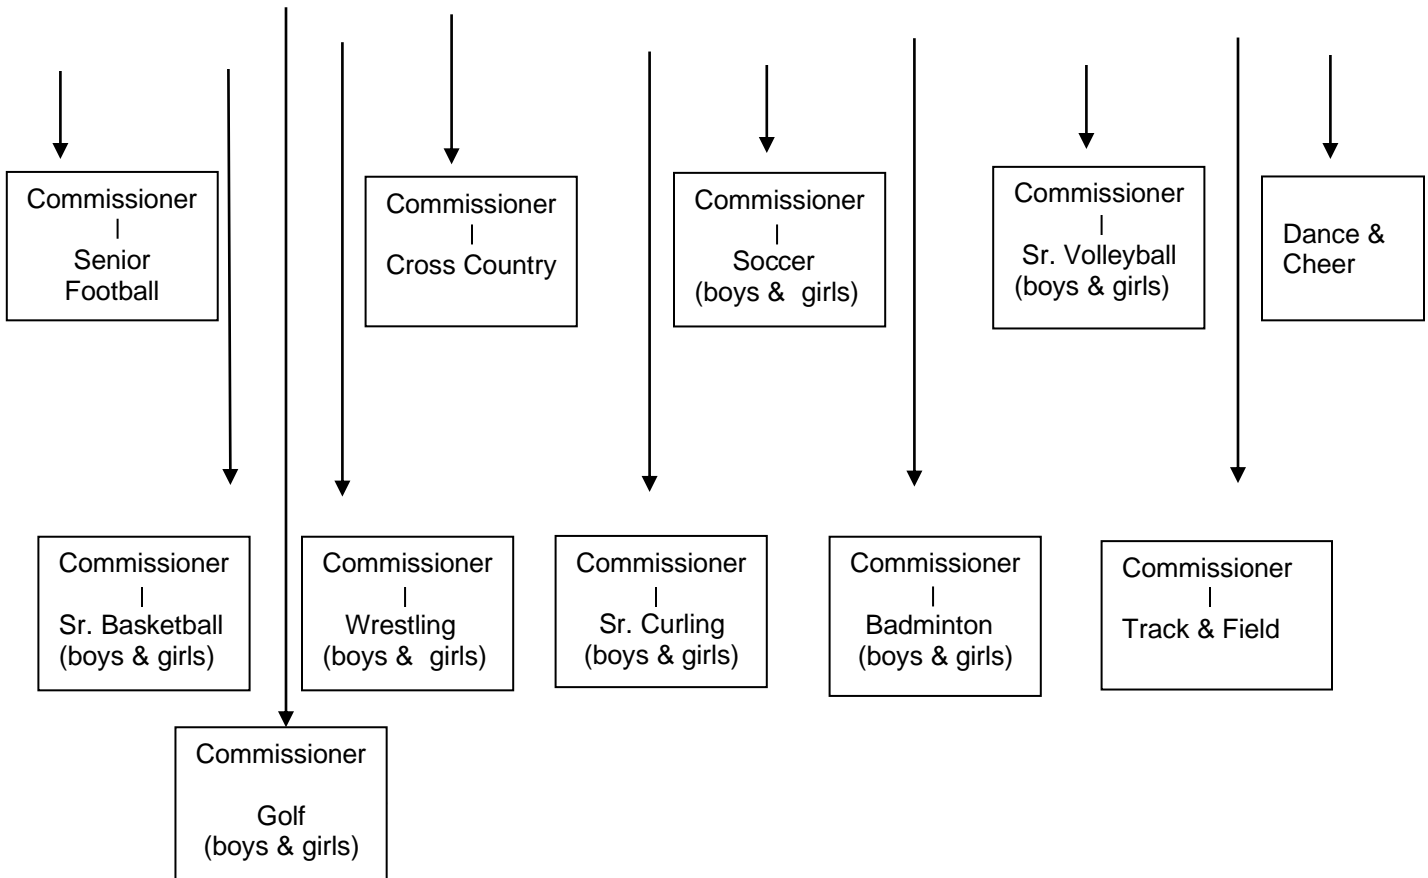 Commissioner
|
Senior
Football
Commissioner
|
Cross Country
Commissioner
|
Soccer
(boys & girls)
Commissioner
|
Sr. Volleyball
(boys & girls)
Dance &
Cheer
Commissioner
|
Sr. Basketball
(boys & girls)
Commissioner
|
Wrestling
(boys & girls)
Commissioner
|
Sr. Curling
(boys & girls)
Commissioner
|
Badminton
(boys & girls)
Commissioner
|
Track & Field
Commissioner
Golf
(boys & girls)